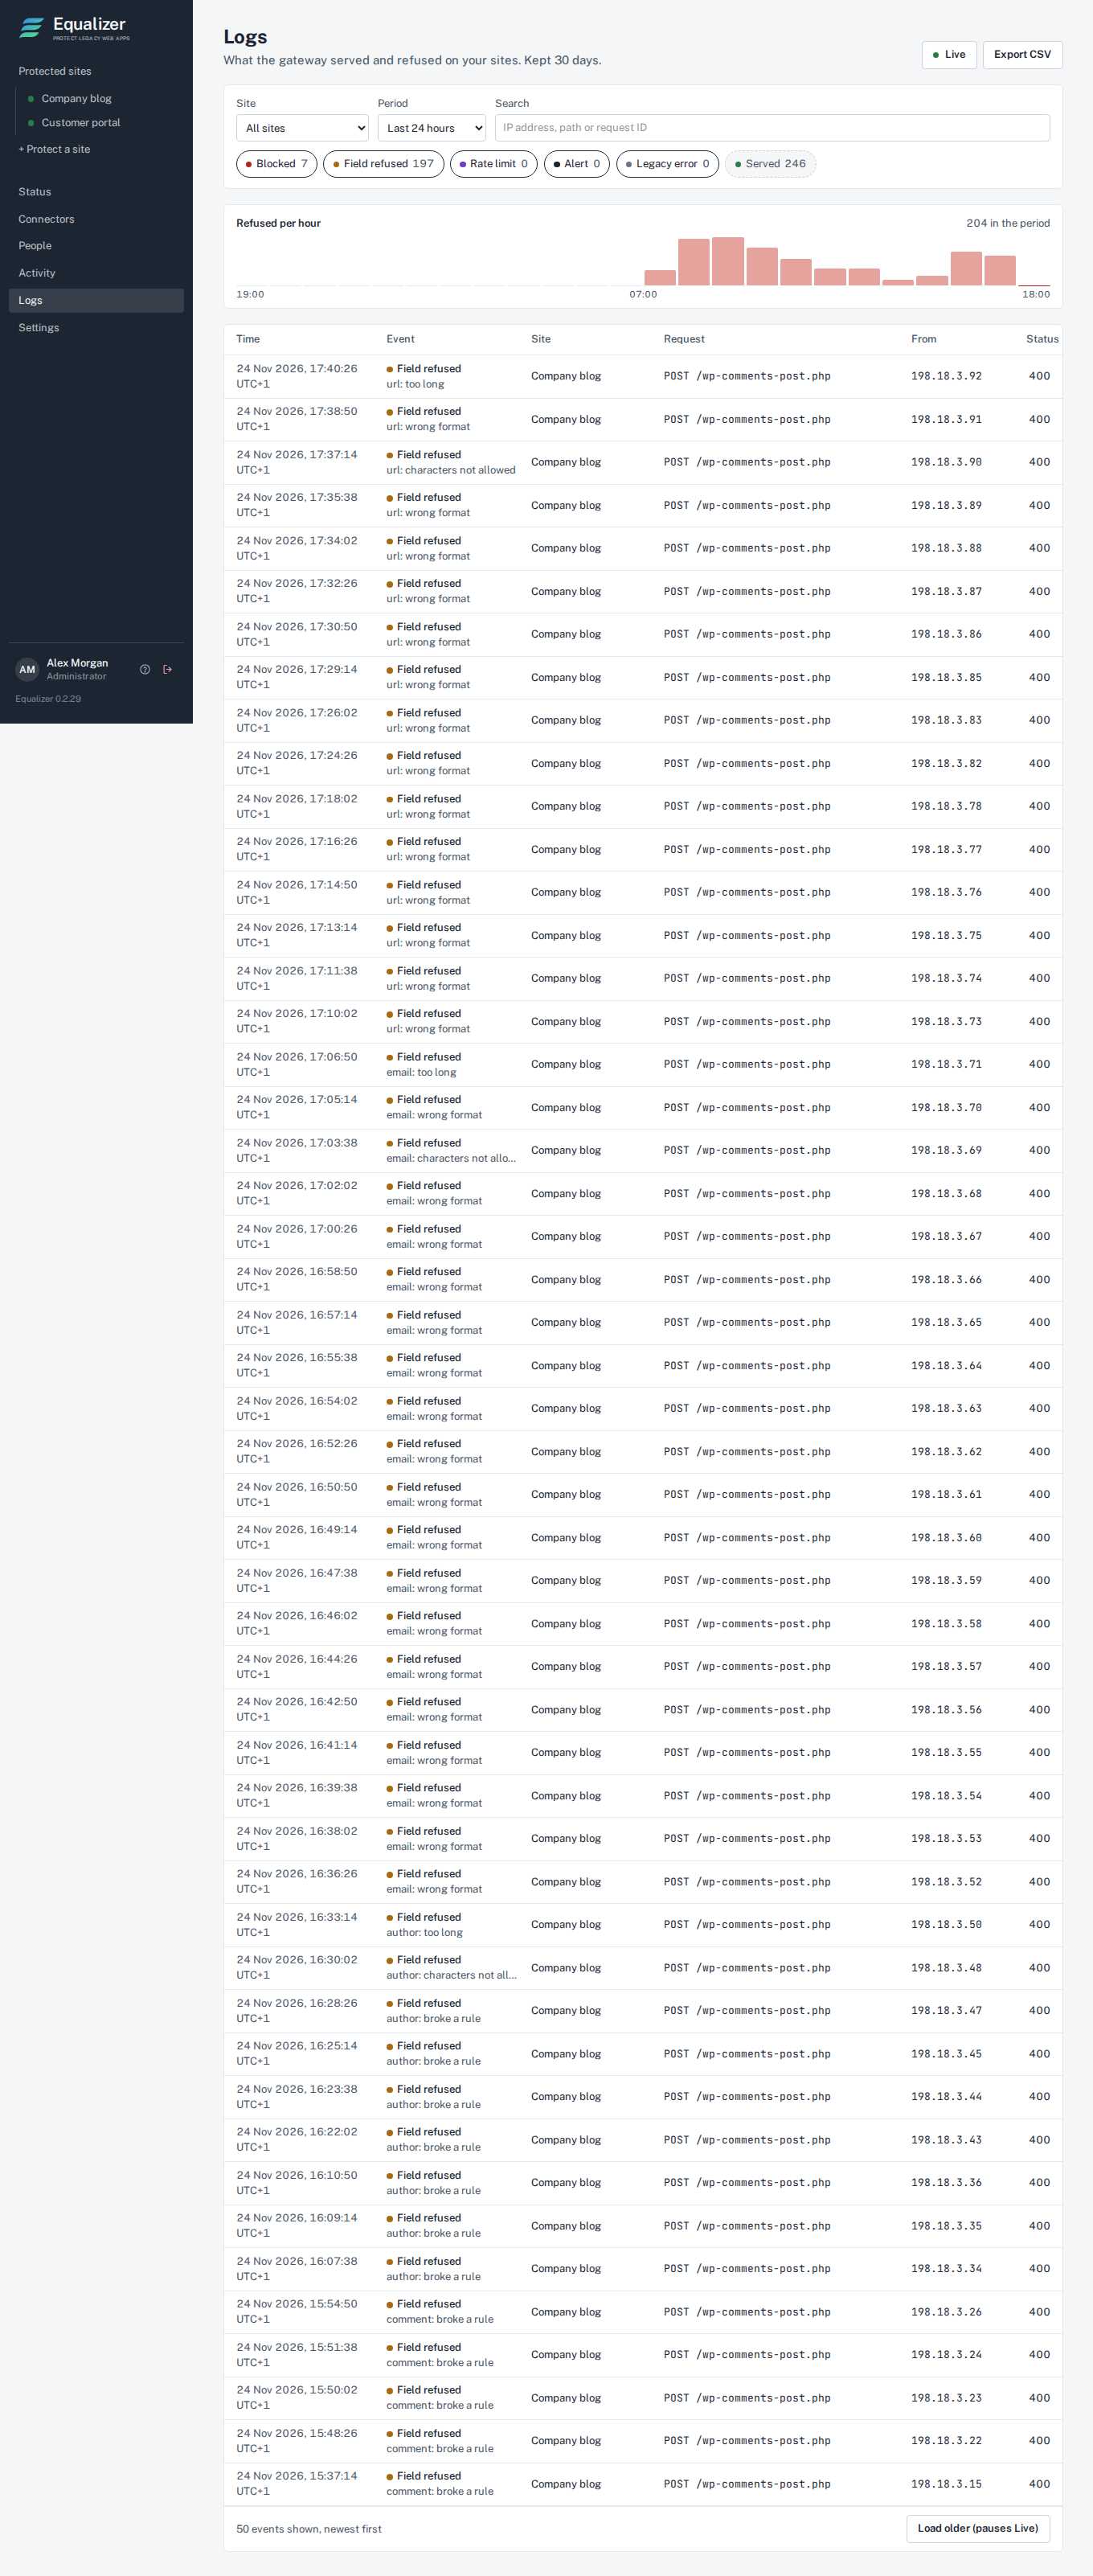 Equalizer
PROTECT LEGACY WEB APPS
Protected sites
Company blog
Customer portal
+ Protect a site
Status
Connectors
People
Activity
Logs
Settings
AM
Alex Morgan
Administrator
Equalizer 0.2.29
Logs
What the gateway served and refused on your sites. Kept 30 days.
Live
Export CSV
Site
Period
Search
All sites
Last 24 hours
IP address, path or request ID
Blocked 7
Field refused 197
Rate limit 0
Alert 0
Legacy error 0
Served 246
Refused per hour
204 in the period
19:00
07:00
18:00
Time Event Site Request From Status
24 Nov 2026, 17:40:26 UTC+1 Field refused url: too long Company blog POST /wp-comments-post.php 198.18.3.92 400
24 Nov 2026, 17:38:50 UTC+1 Field refused url: wrong format Company blog POST /wp-comments-post.php 198.18.3.91 400
24 Nov 2026, 17:37:14 UTC+1 Field refused url: characters not allowed Company blog POST /wp-comments-post.php 198.18.3.90 400
24 Nov 2026, 17:35:38 UTC+1 Field refused url: wrong format Company blog POST /wp-comments-post.php 198.18.3.89 400
24 Nov 2026, 17:34:02 UTC+1 Field refused url: wrong format Company blog POST /wp-comments-post.php 198.18.3.88 400
24 Nov 2026, 17:32:26 UTC+1 Field refused url: wrong format Company blog POST /wp-comments-post.php 198.18.3.87 400
24 Nov 2026, 17:30:50 UTC+1 Field refused url: wrong format Company blog POST /wp-comments-post.php 198.18.3.86 400
24 Nov 2026, 17:29:14 UTC+1 Field refused url: wrong format Company blog POST /wp-comments-post.php 198.18.3.85 400
24 Nov 2026, 17:26:02 UTC+1 Field refused url: wrong format Company blog POST /wp-comments-post.php 198.18.3.83 400
24 Nov 2026, 17:24:26 UTC+1 Field refused url: wrong format Company blog POST /wp-comments-post.php 198.18.3.82 400
24 Nov 2026, 17:18:02 UTC+1 Field refused url: wrong format Company blog POST /wp-comments-post.php 198.18.3.78 400
24 Nov 2026, 17:16:26 UTC+1 Field refused url: wrong format Company blog POST /wp-comments-post.php 198.18.3.77 400
24 Nov 2026, 17:14:50 UTC+1 Field refused url: wrong format Company blog POST /wp-comments-post.php 198.18.3.76 400
24 Nov 2026, 17:13:14 UTC+1 Field refused url: wrong format Company blog POST /wp-comments-post.php 198.18.3.75 400
24 Nov 2026, 17:11:38 UTC+1 Field refused url: wrong format Company blog POST /wp-comments-post.php 198.18.3.74 400
24 Nov 2026, 17:10:02 UTC+1 Field refused url: wrong format Company blog POST /wp-comments-post.php 198.18.3.73 400
24 Nov 2026, 17:06:50 UTC+1 Field refused email: too long Company blog POST /wp-comments-post.php 198.18.3.71 400
24 Nov 2026, 17:05:14 UTC+1 Field refused email: wrong format Company blog POST /wp-comments-post.php 198.18.3.70 400
24 Nov 2026, 17:03:38 UTC+1 Field refused email: characters not allo... Company blog POST /wp-comments-post.php 198.18.3.69 400
24 Nov 2026, 17:02:02 UTC+1 Field refused email: wrong format Company blog POST /wp-comments-post.php 198.18.3.68 400
24 Nov 2026, 17:00:26 UTC+1 Field refused email: wrong format Company blog POST /wp-comments-post.php 198.18.3.67 400
24 Nov 2026, 16:58:50 UTC+1 Field refused email: wrong format Company blog POST /wp-comments-post.php 198.18.3.66 400
24 Nov 2026, 16:57:14 UTC+1 Field refused email: wrong format Company blog POST /wp-comments-post.php 198.18.3.65 400
24 Nov 2026, 16:55:38 UTC+1 Field refused email: wrong format Company blog POST /wp-comments-post.php 198.18.3.64 400
24 Nov 2026, 16:54:02 UTC+1 Field refused email: wrong format Company blog POST /wp-comments-post.php 198.18.3.63 400
24 Nov 2026, 16:52:26 UTC+1 Field refused email: wrong format Company blog POST /wp-comments-post.php 198.18.3.62 400
24 Nov 2026, 16:50:50 UTC+1 Field refused email: wrong format Company blog POST /wp-comments-post.php 198.18.3.61 400
24 Nov 2026, 16:49:14 UTC+1 Field refused email: wrong format Company blog POST /wp-comments-post.php 198.18.3.60 400
24 Nov 2026, 16:47:38 UTC+1 Field refused email: wrong format Company blog POST /wp-comments-post.php 198.18.3.59 400
24 Nov 2026, 16:46:02 UTC+1 Field refused email: wrong format Company blog POST /wp-comments-post.php 198.18.3.58 400
24 Nov 2026, 16:44:26 UTC+1 Field refused email: wrong format Company blog POST /wp-comments-post.php 198.18.3.57 400
24 Nov 2026, 16:42:50 UTC+1 Field refused email: wrong format Company blog POST /wp-comments-post.php 198.18.3.56 400
24 Nov 2026, 16:41:14 UTC+1 Field refused email: wrong format Company blog POST /wp-comments-post.php 198.18.3.55 400
24 Nov 2026, 16:39:38 UTC+1 Field refused email: wrong format Company blog POST /wp-comments-post.php 198.18.3.54 400
24 Nov 2026, 16:38:02 UTC+1 Field refused email: wrong format Company blog POST /wp-comments-post.php 198.18.3.53 400
24 Nov 2026, 16:36:26 UTC+1 Field refused email: wrong format Company blog POST /wp-comments-post.php 198.18.3.52 400
24 Nov 2026, 16:33:14 UTC+1 Field refused author: too long Company blog POST /wp-comments-post.php 198.18.3.50 400
24 Nov 2026, 16:30:02 UTC+1 Field refused author: characters not all... Company blog POST /wp-comments-post.php 198.18.3.48 400
24 Nov 2026, 16:28:26 UTC+1 Field refused author: broke a rule Company blog POST /wp-comments-post.php 198.18.3.47 400
24 Nov 2026, 16:25:14 UTC+1 Field refused author: broke a rule Company blog POST /wp-comments-post.php 198.18.3.45 400
24 Nov 2026, 16:23:38 UTC+1 Field refused author: broke a rule Company blog POST /wp-comments-post.php 198.18.3.44 400
24 Nov 2026, 16:22:02 UTC+1 Field refused author: broke a rule Company blog POST /wp-comments-post.php 198.18.3.43 400
24 Nov 2026, 16:10:50 UTC+1 Field refused author: broke a rule Company blog POST /wp-comments-post.php 198.18.3.36 400
24 Nov 2026, 16:09:14 UTC+1 Field refused author: broke a rule Company blog POST /wp-comments-post.php 198.18.3.35 400
24 Nov 2026, 16:07:38 UTC+1 Field refused author: broke a rule Company blog POST /wp-comments-post.php 198.18.3.34 400
24 Nov 2026, 15:54:50 UTC+1 Field refused comment: broke a rule Company blog POST /wp-comments-post.php 198.18.3.26 400
24 Nov 2026, 15:51:38 UTC+1 Field refused comment: broke a rule Company blog POST /wp-comments-post.php 198.18.3.24 400
24 Nov 2026, 15:50:02 UTC+1 Field refused comment: broke a rule Company blog POST /wp-comments-post.php 198.18.3.23 400
24 Nov 2026, 15:48:26 UTC+1 Field refused comment: broke a rule Company blog POST /wp-comments-post.php 198.18.3.22 400
24 Nov 2026, 15:37:14 UTC+1 Field refused comment: broke a rule Company blog POST /wp-comments-post.php 198.18.3.15 400
50 events shown, newest first
Load older (pauses Live)